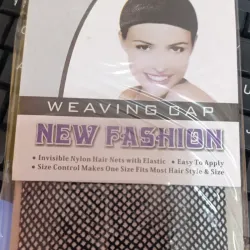 WEAVING CAP
NEW FASHION
• Invisible Nylon Hair Nets with Elastic • Easy To Apply
• Size Control Makes One Size Fits Most Hair Style & Size